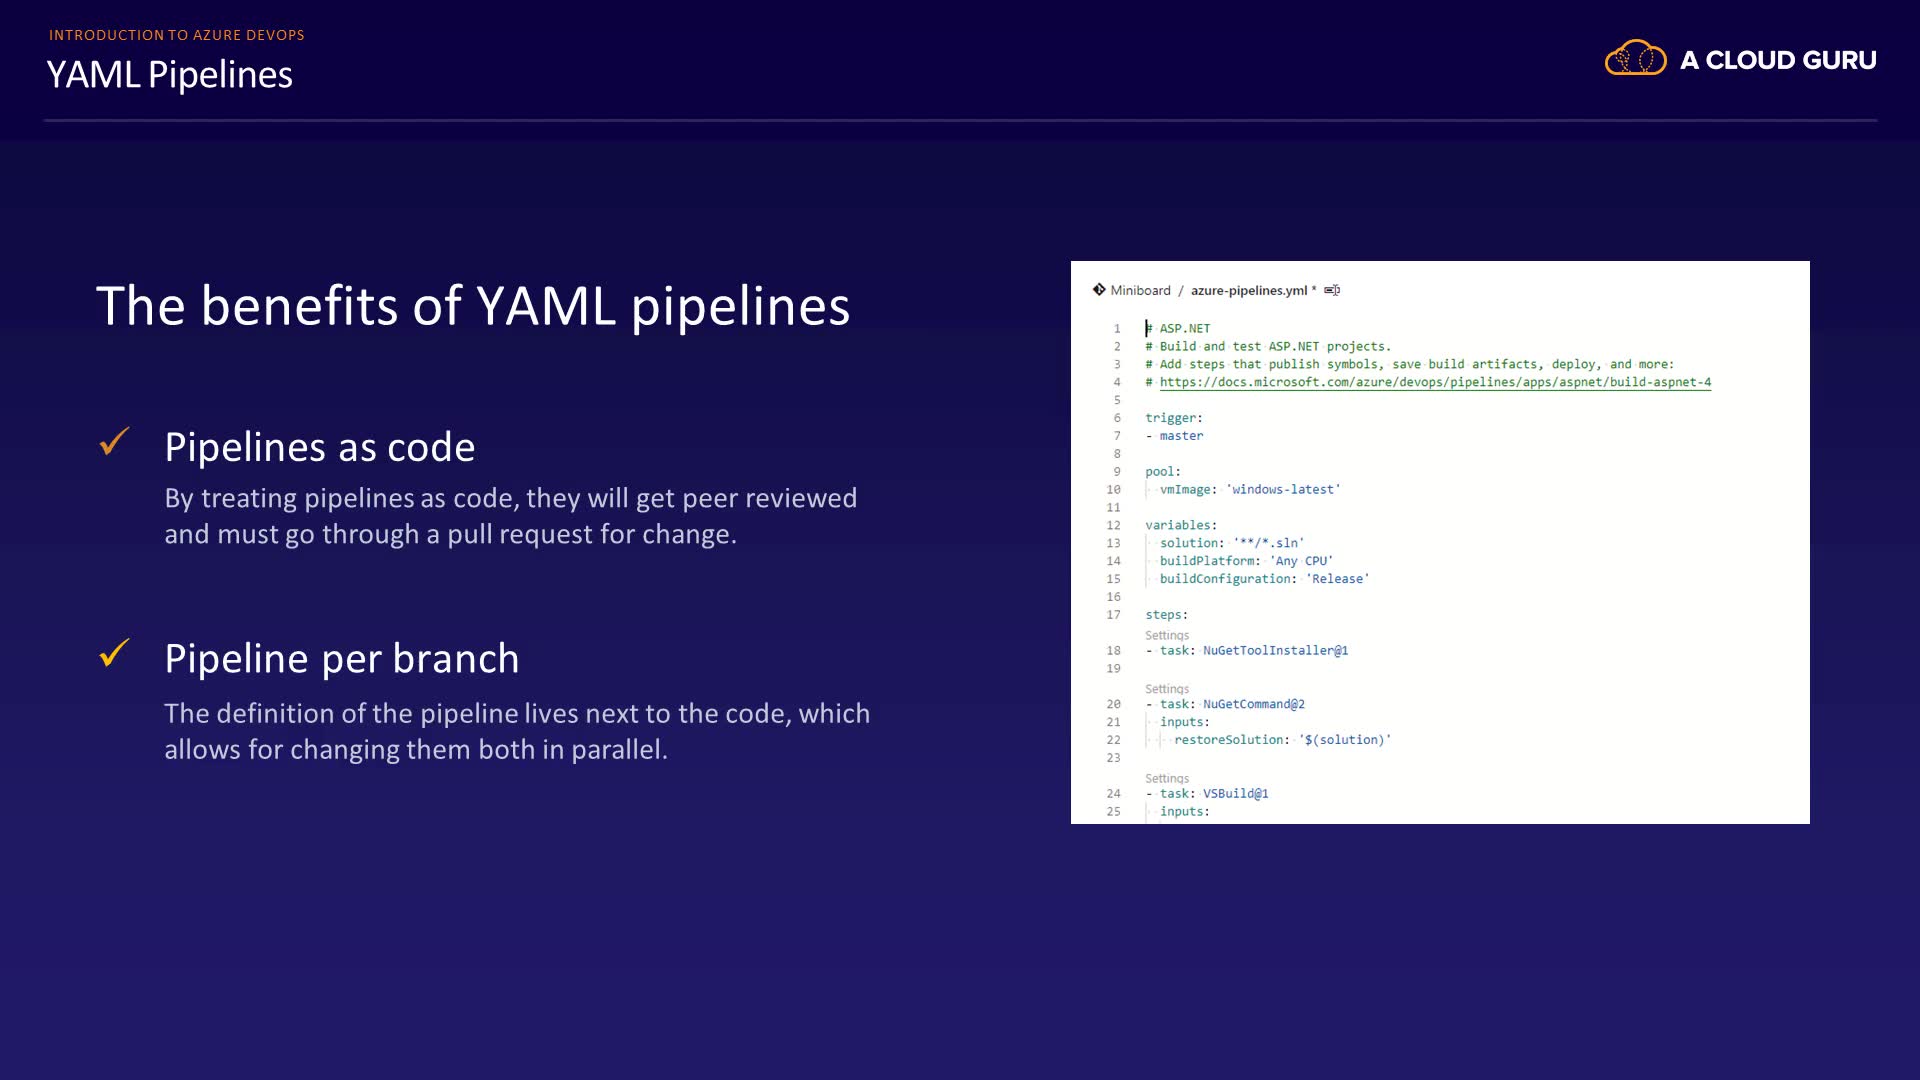 INTRODUCTION TO AZURE DEVOPS
YAML Pipelines
A CLOUD GURU
The benefits of YAML pipelines
Pipelines as code
By treating pipelines as code, they will get peer reviewed
and must go through a pull request for change.
Pipeline per branch
The definition of the pipeline lives next to the code, which
allows for changing them both in parallel.
Miniboard / azure-pipelines.yml *
1 # ASP.NET
2 # Build and test ASP.NET projects.
3 # Add steps that publish symbols, save build artifacts, deploy, and more:
4 # https://docs.microsoft.com/azure/devops/pipelines/apps/aspnet/build-aspnet-4
5
6 trigger:
7 - master
8
9 pool:
10 vmImage: 'windows-latest'
11
12 variables:
13 solution: '**/*.sln'
14 buildPlatform: 'Any CPU'
15 buildConfiguration: 'Release'
16
17 steps:
Settings
18 - task: NuGetToolInstaller@1
19
Settings
20 - task: NuGetCommand@2
21 inputs:
22 restoreSolution: '$(solution)'
23
Settings
24 - task: VSBuild@1
25 inputs: